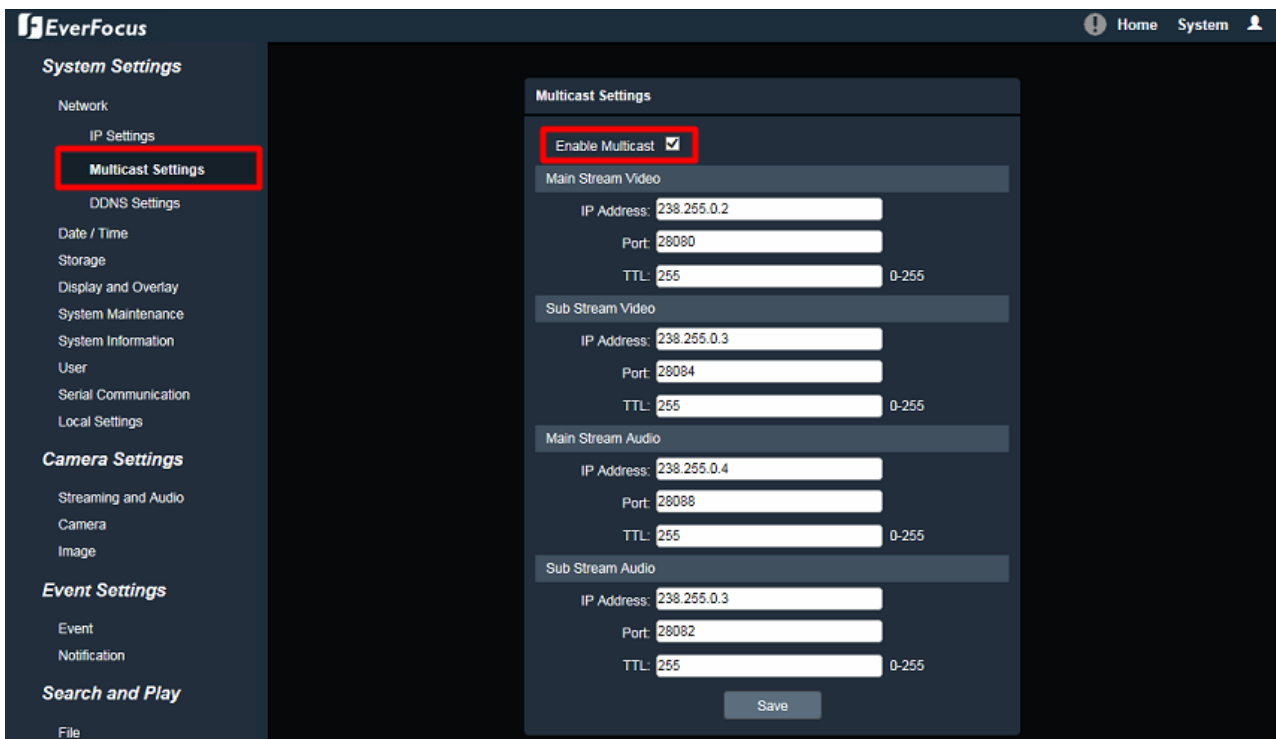 EverFocus
Home System
System Settings
Network
IP Settings
Multicast Settings
DDNS Settings
Date / Time
Storage
Display and Overlay
System Maintenance
System Information
User
Serial Communication
Local Settings
Camera Settings
Streaming and Audio
Camera
Image
Event Settings
Event
Notification
Search and Play
File
Multicast Settings
Enable Multicast
Main Stream Video
IP Address: 238.255.0.2
Port: 28080
TTL: 255 0-255
Sub Stream Video
IP Address: 238.255.0.3
Port: 28084
TTL: 255 0-255
Main Stream Audio
IP Address: 238.255.0.4
Port: 28088
TTL: 255 0-255
Sub Stream Audio
IP Address: 238.255.0.3
Port: 28082
TTL: 255 0-255
Save